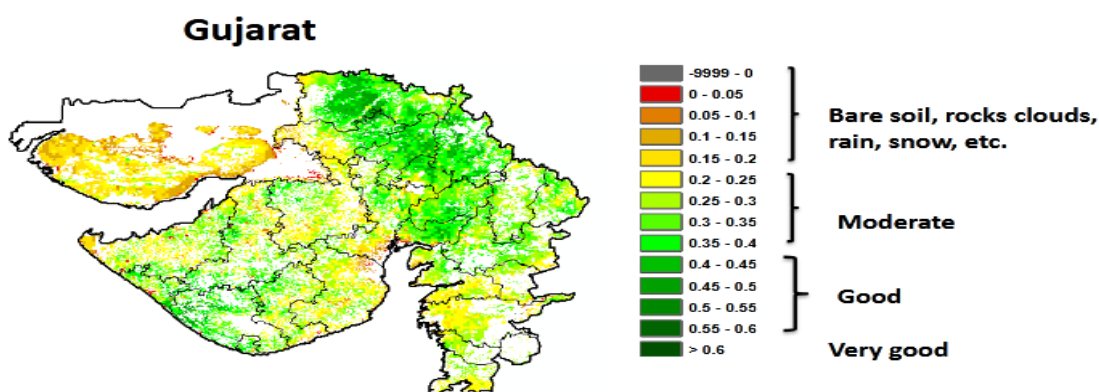 Gujarat
-9999 - 0
0 - 0.05
0.05 - 0.1
0.1 - 0.15
0.15 - 0.2
0.2 - 0.25
0.25 - 0.3
0.3 - 0.35
0.35 - 0.4
0.4 - 0.45
0.45 - 0.5
0.5 - 0.55
0.55 - 0.6
> 0.6
Bare soil, rocks clouds,
rain, snow, etc.
Moderate
Good
Very good